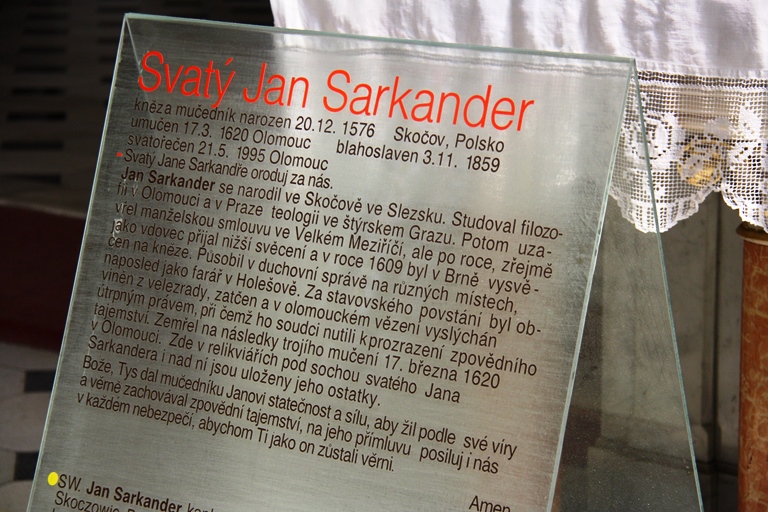 Svatý Jan Sarkander
kněz a mučedník narozen 20.12. 1576 Skočov, Polsko
umučen 17.3. 1620 Olomouc blahoslaven 3.11. 1859
svatořečen 21.5. 1995 Olomouc
Svatý Jane Sarkandře oroduj za nás.
Jan Sarkander se narodil ve Skočově ve Slezsku. Studoval filozo-
fii v Olomouci a v Praze teologii ve štýrském Grazu. Potom uza-
vřel manželskou smlouvu ve Velkém Meziříčí, ale po roce, zřejmě
jako vdovec přijal nižší svěcení a v roce 1609 byl v Brně vysvě-
cen na kněze. Působil v duchovní správě na různých místech,
naposled jako farář v Holešově. Za stavovského povstání byl ob-
viněn z velezrady, zatčen a v olomouckém vězení vyslýchán
útrpným právem, při čemž ho soudci nutili kprozrazení zpovědního
tajemství. Zemřel na následky trojího mučení 17. března 1620
v Olomouci. Zde v relikviářích pod sochou svatého Jana
Sarkandera i nad ní jsou uloženy jeho ostatky.
Bože, Tys dal mučedníku Janovi statečnost a sílu, aby žil podle své víry
a věrně zachovával zpovědní tajemství, na jeho přímluvu posiluj i nás
v každém nebezpečí, abychom Ti jako on zůstali věrni.
Amen
SW. Jan Sarkander
Skoczowie